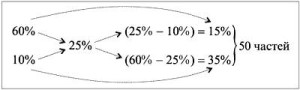 60% (25% − 10%) = 15%
25% 50 частей
10% (60% − 25%) = 35%